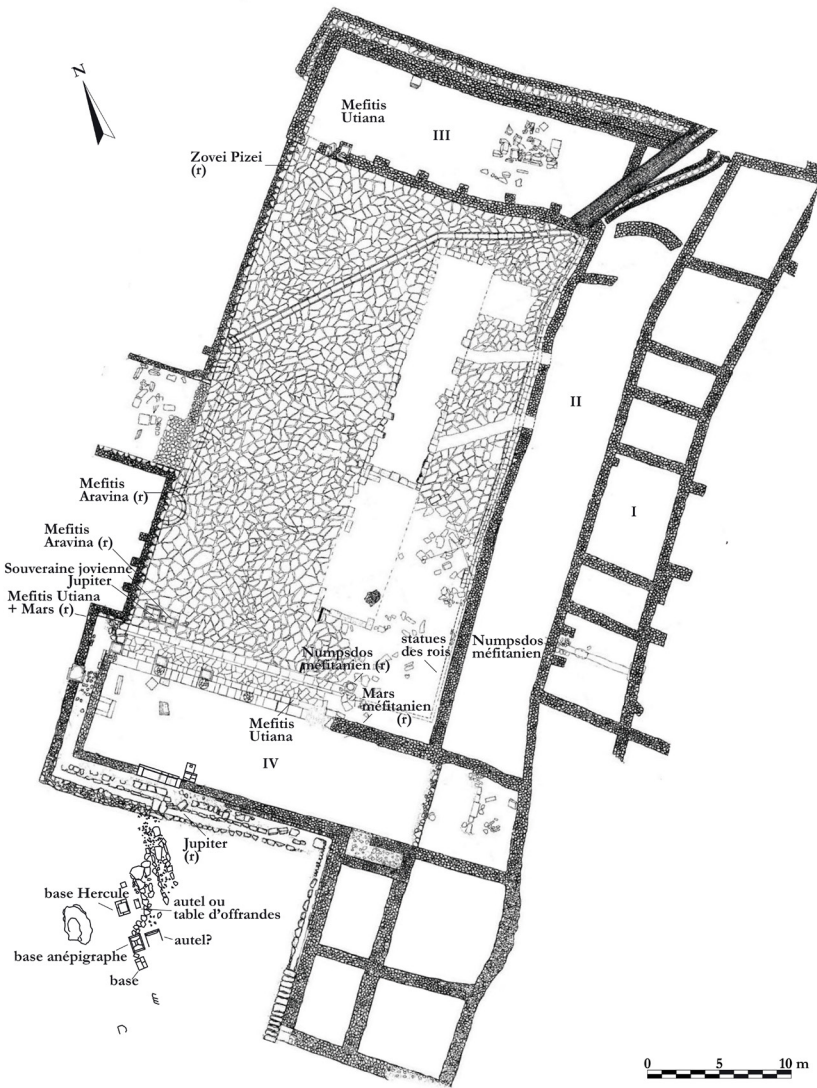 N
Mefitis
Utiana
III
Zovei Pizei
(r)
II
Mefitis
Aravina (r)
I
Mefitis
Aravina (r)
Souveraine jovienne
Jupiter
Mefitis Utiana
+ Mars (r)
statues
des rois
Numpsdos
méfitanien
Numpsdos
méfitanien (r)
Mars
méfitanien
(r)
Mefitis
Utiana
IV
Jupiter
(r)
base Hercule
autel ou
table d'offrandes
autel?
base anépigraphe
base
0 5 10 m